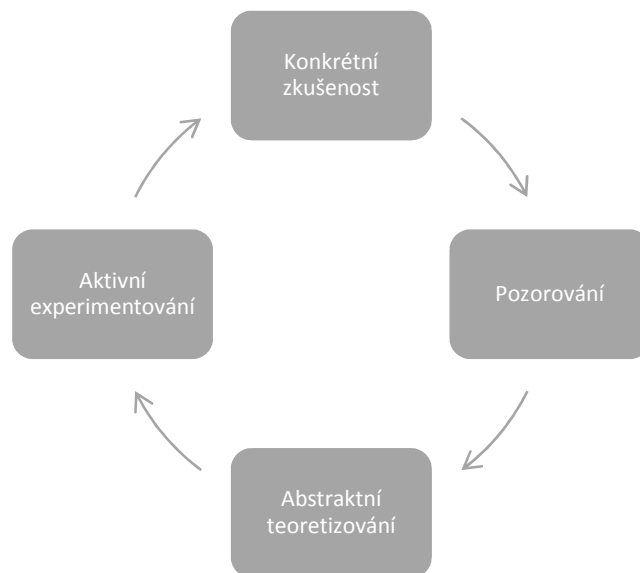 Konkrétní
zkušenost
Pozorování
Abstraktní
teoretizování
Aktivní
experimentování